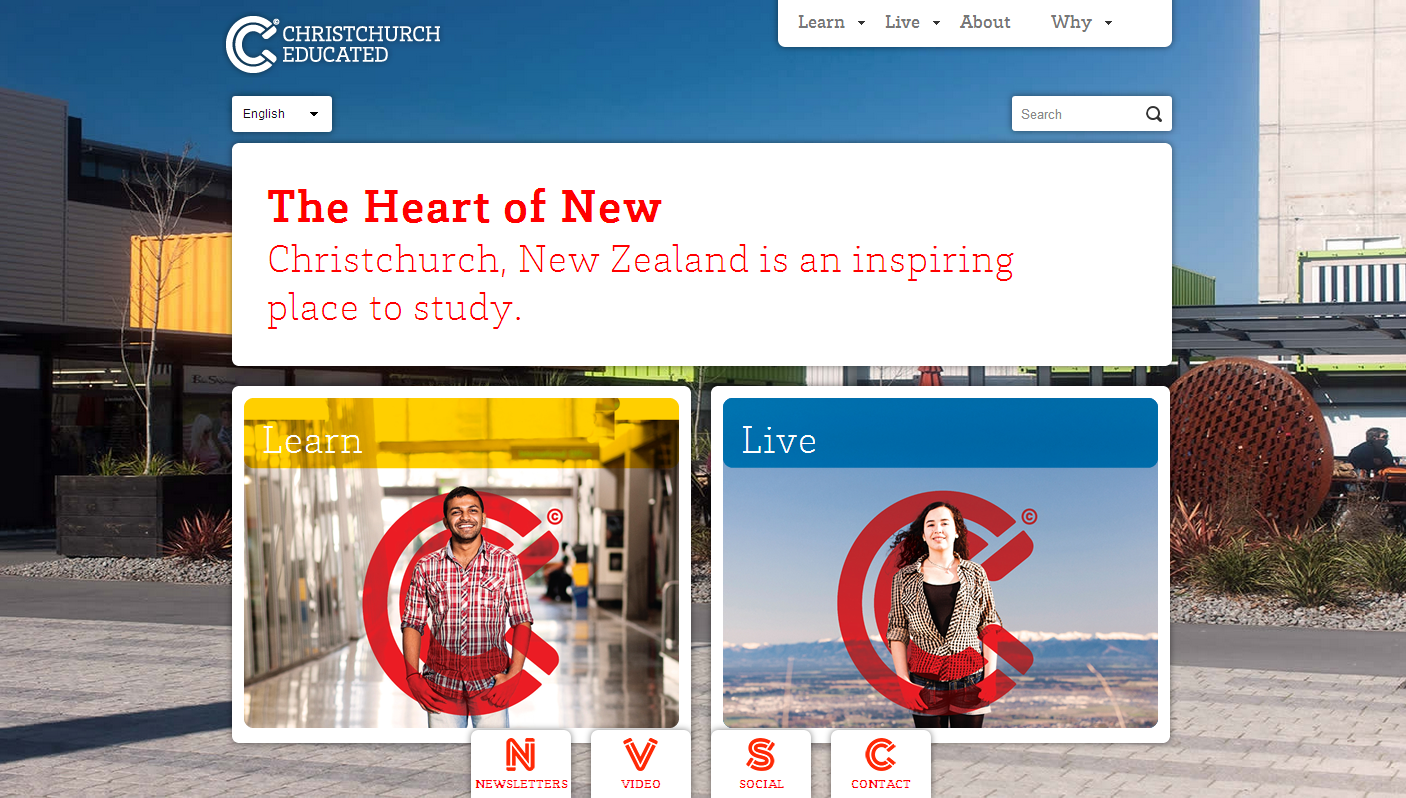 CHRISTCHURCH
EDUCATED
Learn Live About Why
English
Search
The Heart of New
Christchurch, New Zealand is an inspiring
place to study.
Learn
Live
©
©
N V S C
NEWSLETTERS VIDEO SOCIAL CONTACT